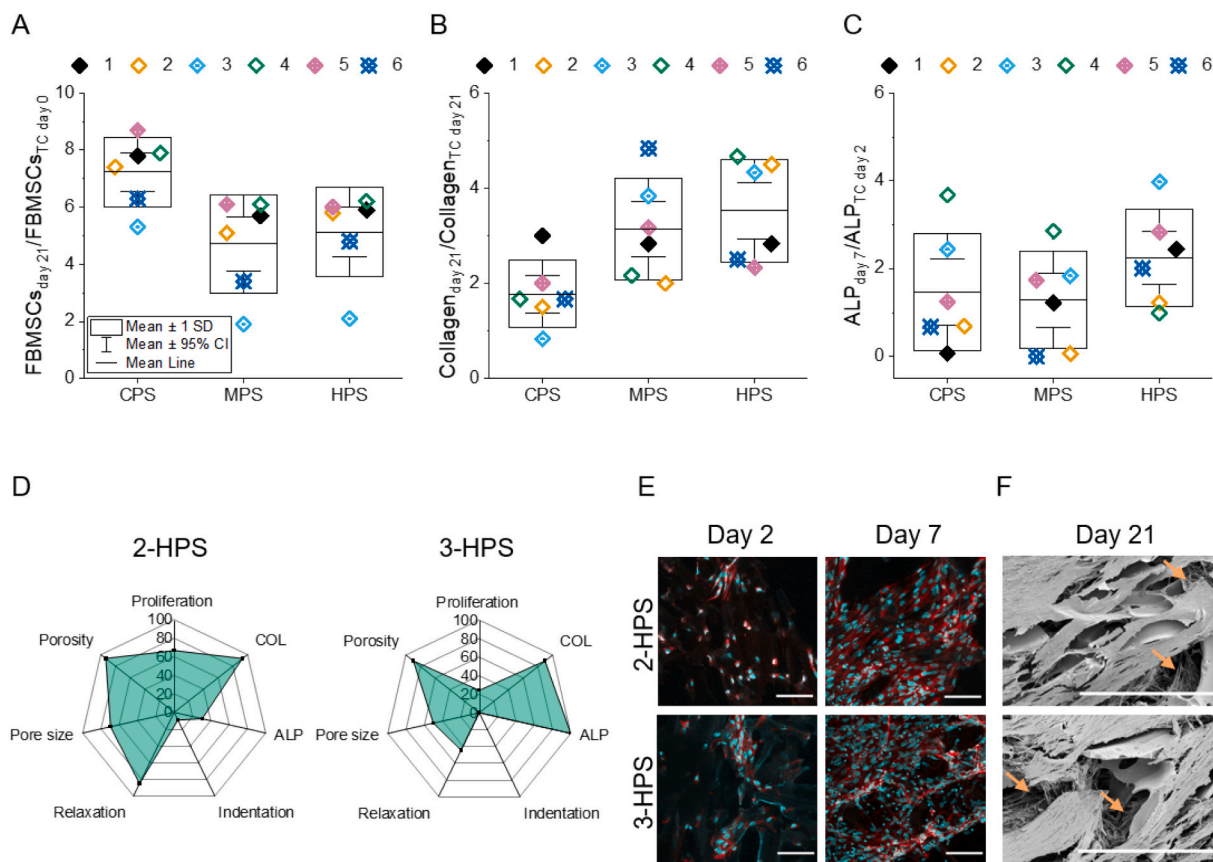 A
B
C
1 2 3 4 5 6
1 2 3 4 5 6
1 2 3 4 5 6
FBMSCs day 21/FBMSCs TC day 0
10
8
6
4
2
0
Mean ± 1 SD
Mean ± 95% CI
Mean Line
CPS MPS HPS
Collagen day 21/Collagen TC day 21
6
4
2
0
CPS MPS HPS
ALP day 7/ALP TC day 2
6
4
2
0
CPS MPS HPS
D
2-HPS
Proliferation
COL
ALP
Indentation
Relaxation
Pore size
Porosity
100
80
60
40
20
0
3-HPS
Proliferation
COL
ALP
Indentation
Relaxation
Pore size
Porosity
100
80
60
40
20
0
E
Day 2 Day 7
2-HPS
3-HPS
F
Day 21